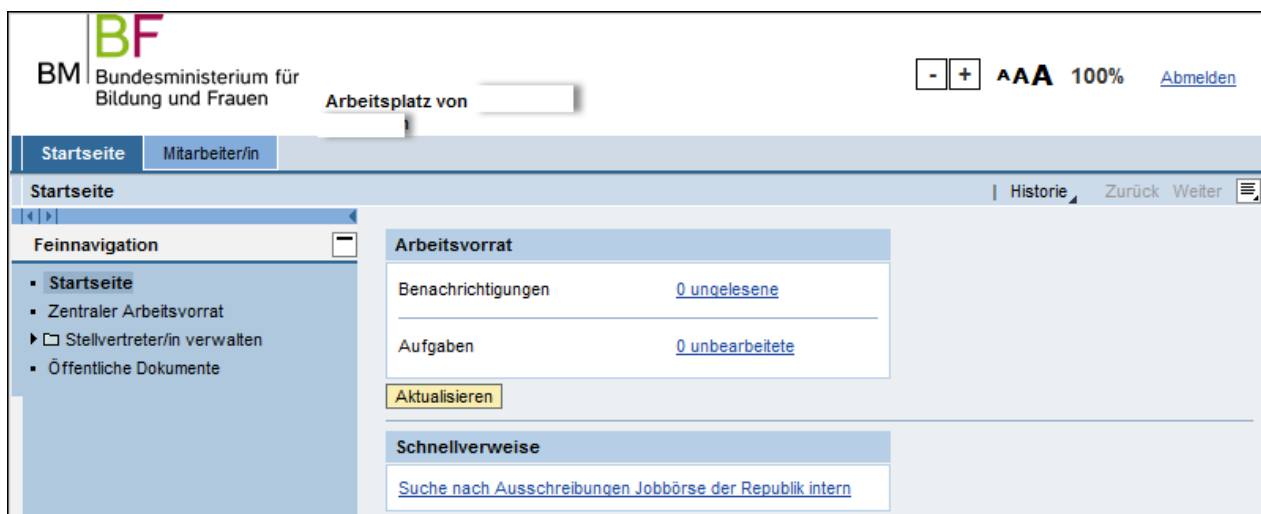 BF
BM
Bundesministerium für
Bildung und Frauen
Arbeitsplatz von
- + AAA 100% Abmelden
Startseite Mitarbeiter/in
Startseite | Historie Zurück Weiter
Feinnavigation
Startseite
Zentraler Arbeitsvorrat
Stellvertreter/in verwalten
Öffentliche Dokumente
Arbeitsvorrat
Benachrichtigungen 0 ungelesene
Aufgaben 0 unbearbeitete
Aktualisieren
Schnellverweise
Suche nach Ausschreibungen Jobbörse der Republik intern